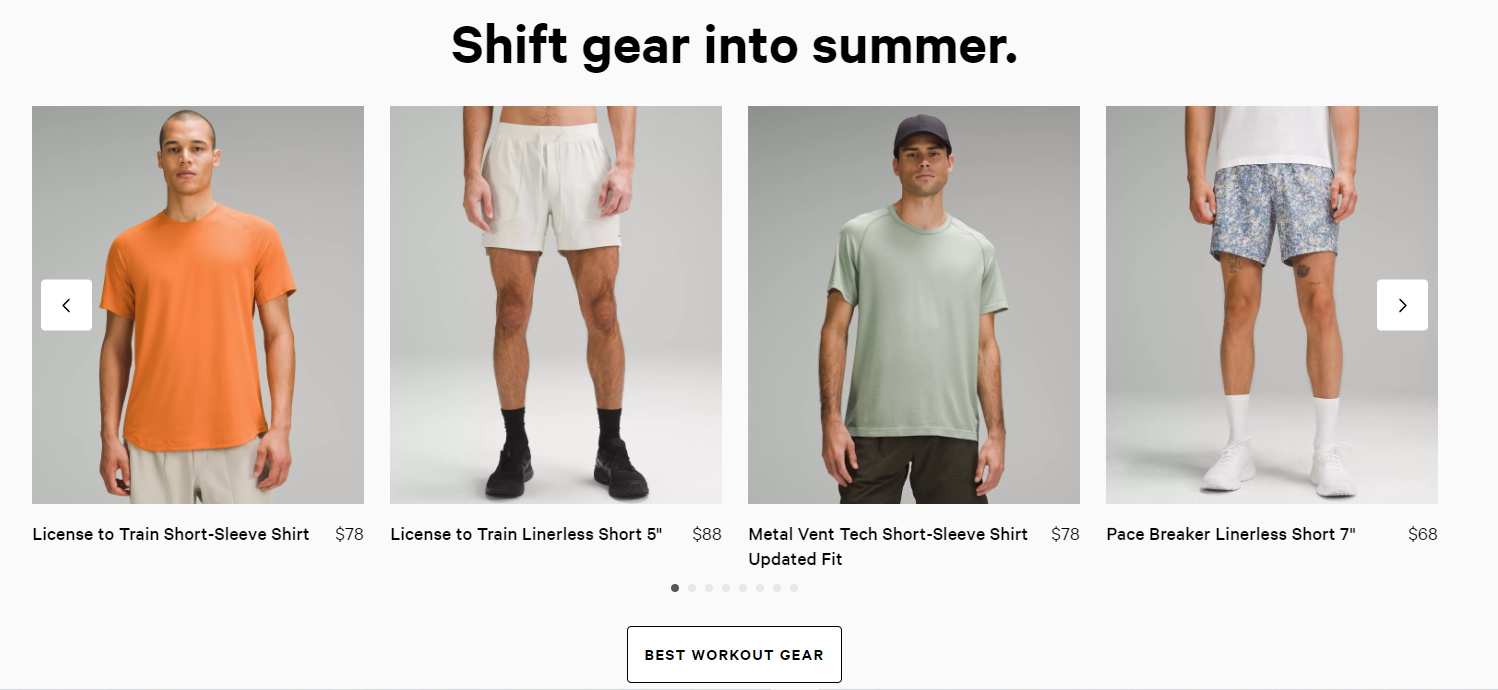 Shift gear into summer.
License to Train Short-Sleeve Shirt $78
License to Train Linerless Short 5" $88
Metal Vent Tech Short-Sleeve Shirt $78
Updated Fit
Pace Breaker Linerless Short 7" $68
BEST WORKOUT GEAR